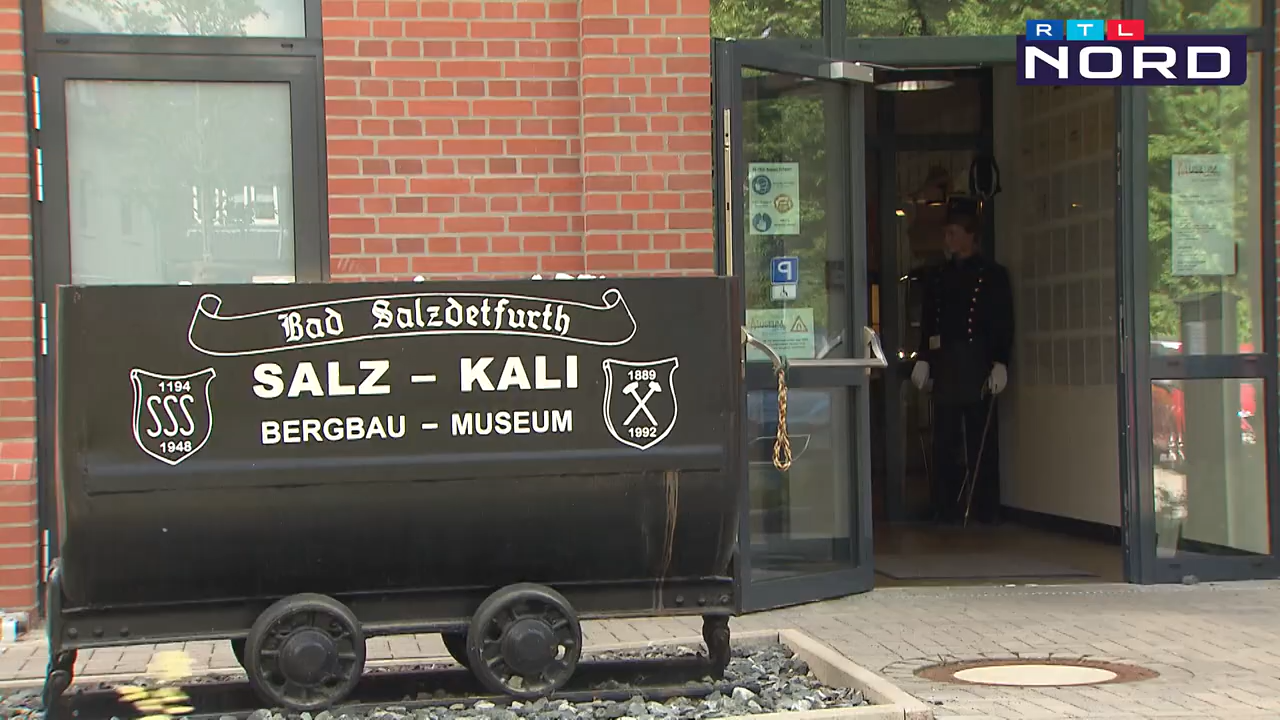 RTL
NORD
Bad Salzdetfurth
SALZ – KALI
BERGBAU – MUSEUM
1194
SSS
1948
1889
1992
P